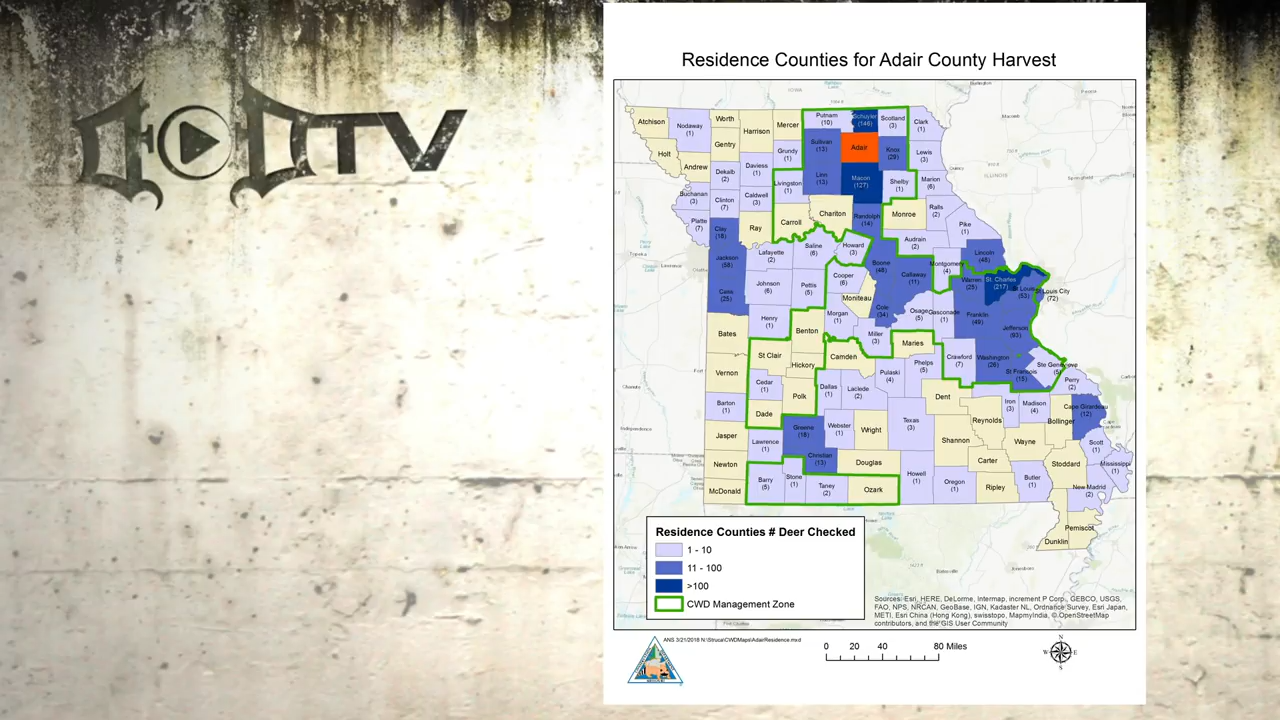 TV
Residence Counties for Adair County Harvest
IOWA
Atchison
Nodaway
(1)
Worth
Harrison
Mercer
Putnam
(10)
Schuyler
(146)
Scotland
(3)
Clark
(1)
Holt
Andrew
Gentry
Daviess
(1)
Grundy
(1)
Sullivan
(13)
Adair
Knox
(29)
Lewis
(3)
Buchanan
(3)
Dekalb
(2)
Clinton
(7)
Caldwell
(3)
Livingston
(1)
Linn
(13)
Macon
(127)
Shelby
(1)
Marion
(6)
ILLINOIS
Platte
(7)
Clay
(18)
Ray
Carroll
Chariton
Randolph
(14)
Monroe
Ralls
(2)
Pike
(1)
Jackson
(58)
Lafayette
(2)
Saline
(6)
Howard
(3)
Boone
(48)
Audrain
(2)
Callaway
(11)
Montgomery
(4)
Lincoln
(48)
Warren
(25)
St. Charles
(217)
St Louis
(53)
St Louis City
(72)
Cass
(25)
Johnson
(6)
Pettis
(5)
Cooper
(6)
Moniteau
Cole
(34)
Osage
(5)
Gasconade
(1)
Franklin
Jefferson
Henry
(1)
Morgan
(1)
Miller
(3)
Bates
Benton
Maries
Crawford
(7)
Washington
St Francois
(15)
Ste Genevieve
Perry
(2)
St Clair
Hickory
Camden
Pulaski
(4)
Phelps
(5)
Vernon
Cedar
(1)
Polk
Dallas
(1)
Laclede
(2)
Dent
Iron
(3)
Madison
(4)
Cape Girardeau
(12)
Barton
(1)
Dade
Greene
(18)
Webster
(1)
Wright
Texas
(3)
Reynolds
Bollinger
Jasper
Lawrence
(1)
Christian
(13)
Douglas
Shannon
Wayne
Scott
(1)
Newton
Carter
Stoddard
Mississippi
(1)
McDonald
Barry
(5)
Stone
(1)
Taney
(2)
Ozark
Howell
(1)
Oregon
(1)
Ripley
Butler
(1)
New Madrid
(2)
Pemiscot
Dunklin
Residence Counties # Deer Checked
1 - 10
11 - 100
>100
CWD Management Zone
Sources: Esri, HERE, DeLorme, Intermap, increment P Corp., GEBCO, USGS,
FAO, NPS, NRCAN, GeoBase, IGN, Kadaster NL, Ordnance Survey, Esri Japan,
METI, Esri China (Hong Kong), swisstopo, MapmyIndia, © OpenStreetMap
contributors, and the GIS User Community
ANS 3/21/2018 N:\Struca\CWDMaps\AdairResidence.mxd
0 20 40 80 Miles
N
W E
S